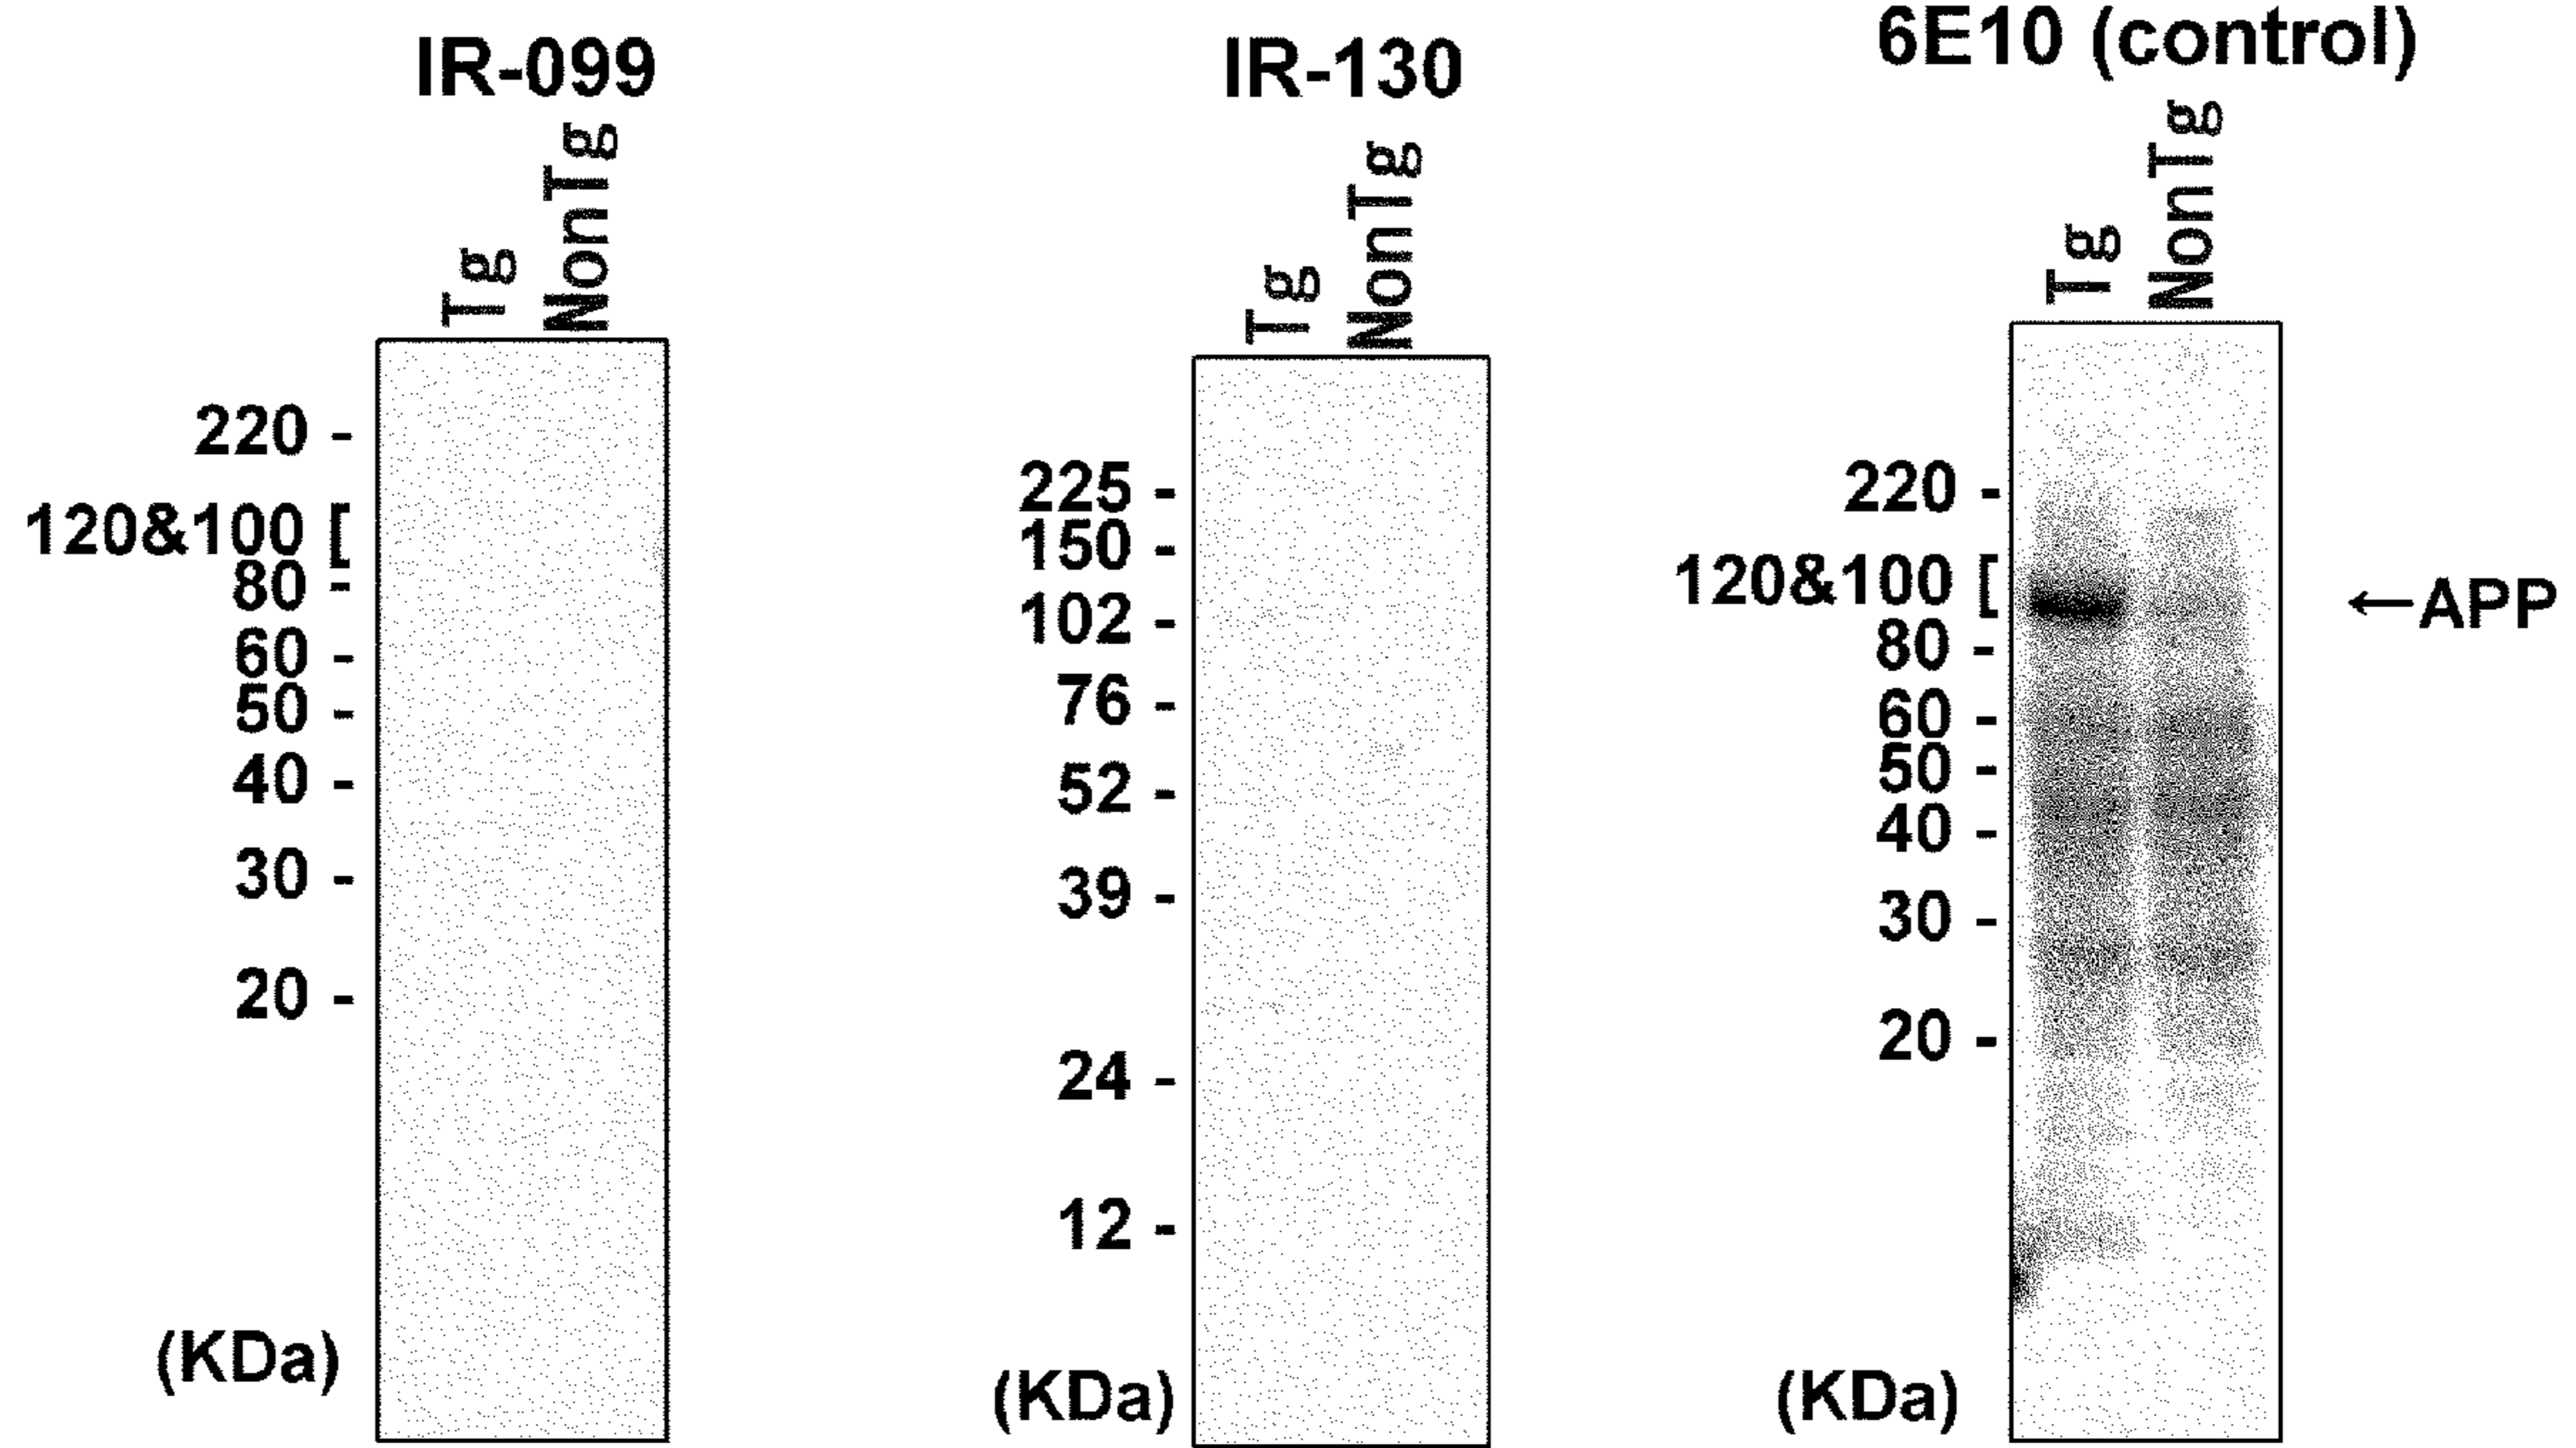 IR-099
Tg
NonTg
220 -
120&100 [
80 -
60 -
50 -
40 -
30 -
20 -
(KDa)
IR-130
Tg
NonTg
225 -
150 -
102 -
76 -
52 -
39 -
24 -
12 -
(KDa)
6E10 (control)
Tg
NonTg
220 -
120&100 [
80 -
60 -
50 -
40 -
30 -
20 -
(KDa)
←APP